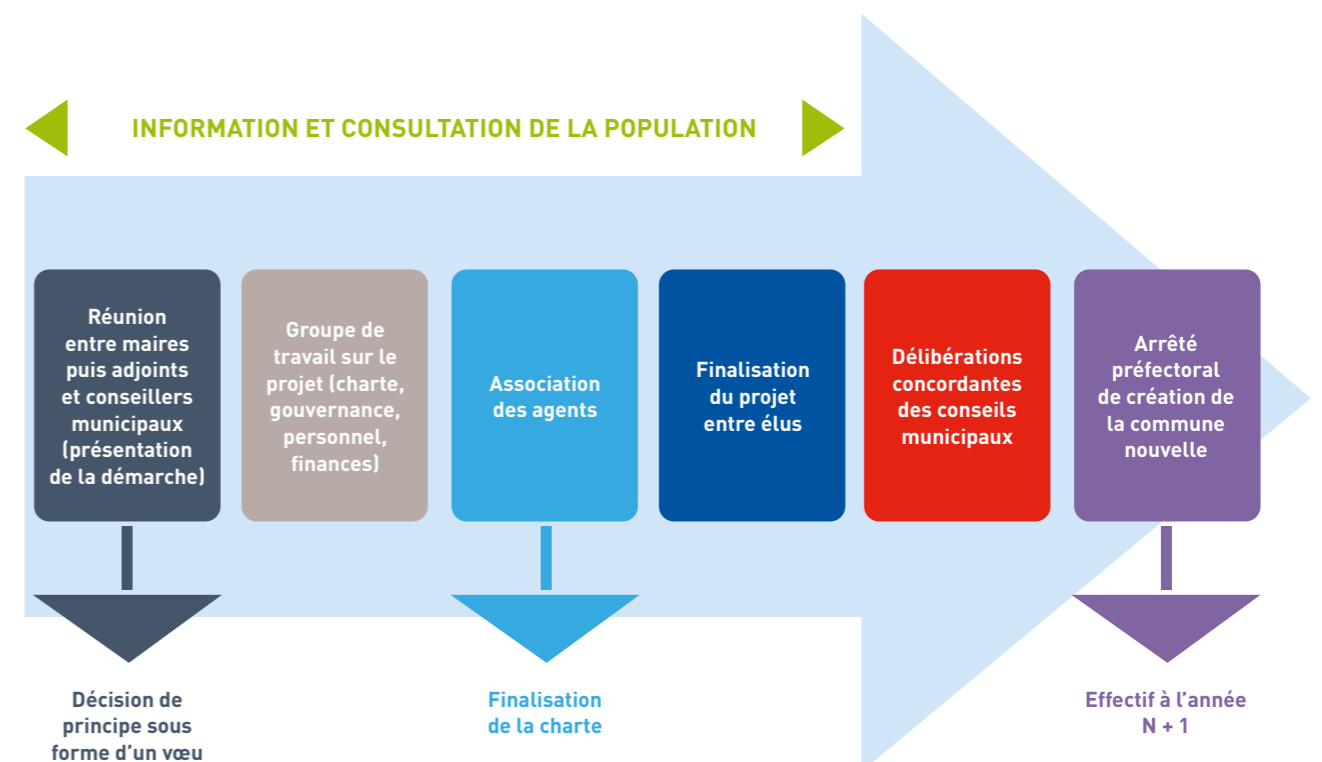 INFORMATION ET CONSULTATION DE LA POPULATION
Réunion
entre maires
puis adjoints
et conseillers
municipaux
(présentation
de la démarche)
Groupe de
travail sur le
projet (charte,
gouvernance,
personnel,
finances)
Association
des agents
Finalisation
du projet
entre élus
Délibérations
concordantes
des conseils
municipaux
Arrêté
préfectoral
de création de
la commune
nouvelle
Décision de
principe sous
forme d’un vœu
Finalisation
de la charte
Effectif à l’année
N + 1